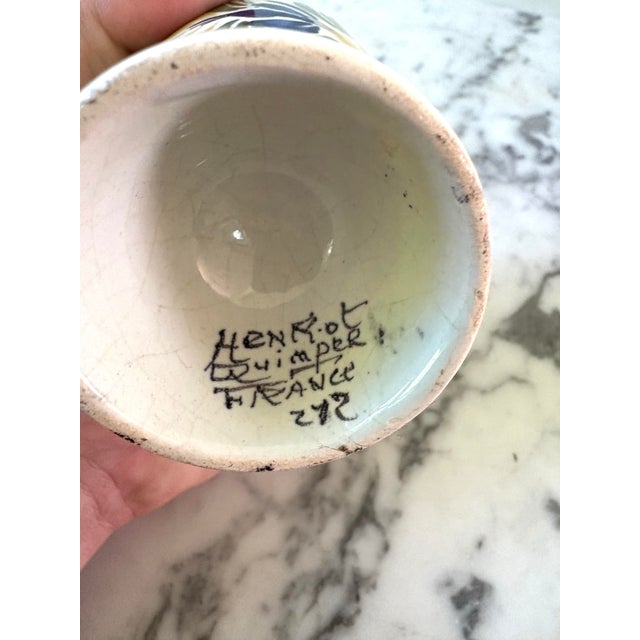 HENRiot
QUimPER
FRANCE
272